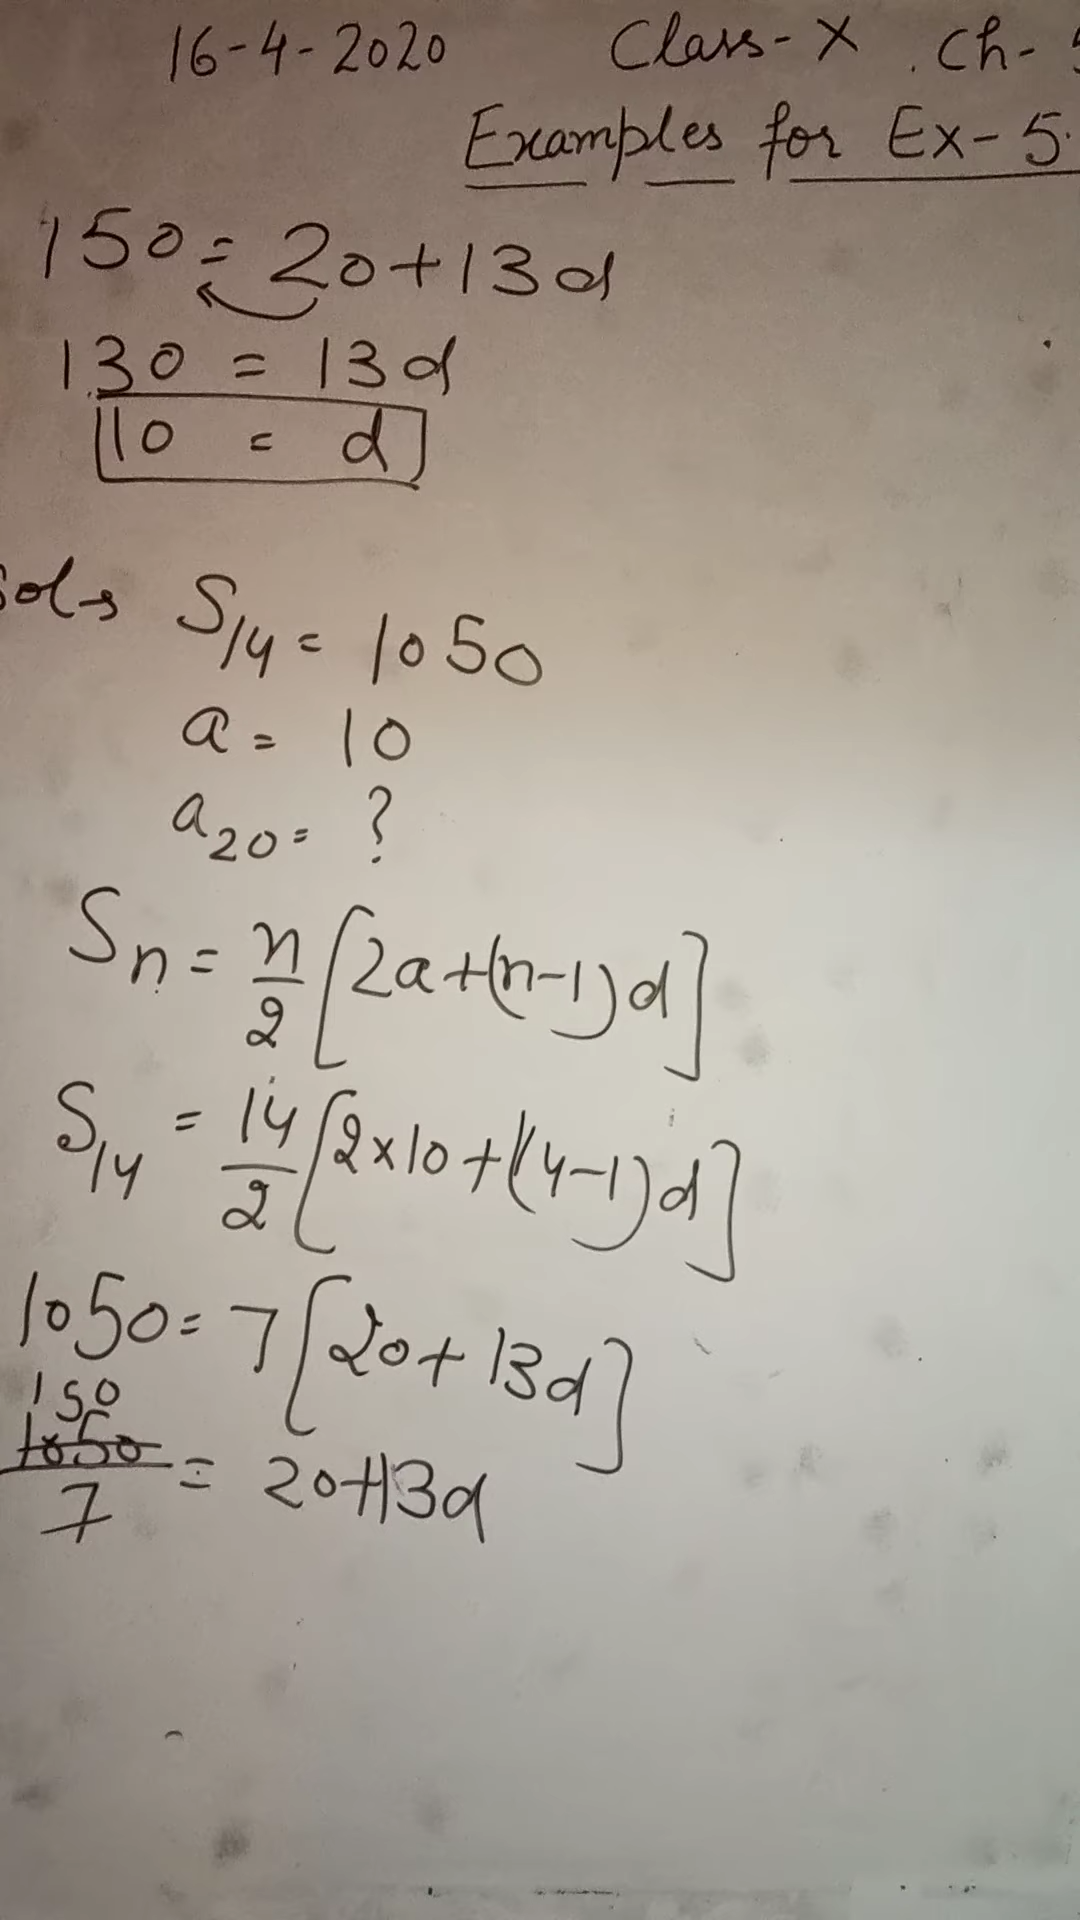 16-4-2020 Class-X . Ch-
Examples for Ex-5.
150 = 20+13d
130 = 13d
10 = d
Sols S14 = 1050
a = 10
a20 = ?
Sn = n/2 [2a+(n-1)d]
S14 = 14/2 [2×10+(14-1)d]
1050 = 7[20+13d]
150
1050/7 = 20+13d